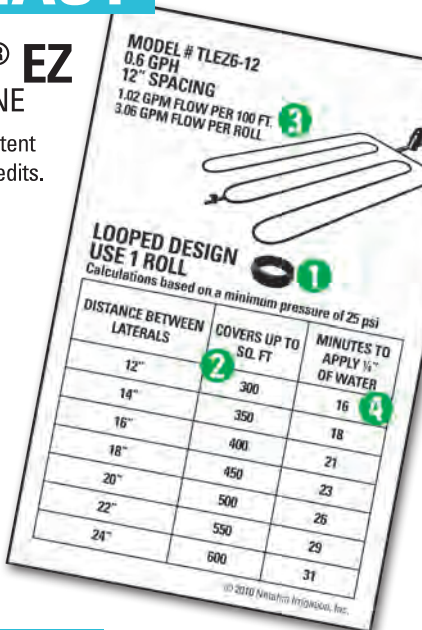 ® EZ
NE
tent
edits.
MODEL # TLEZ6-12
0.6 GPH
12" SPACING
1.02 GPM FLOW PER 100 FT.
3.06 GPM FLOW PER ROLL
3
LOOPED DESIGN
USE 1 ROLL
1
Calculations based on a minimum pressure of 25 psi
DISTANCE BETWEEN LATERALS
COVERS UP TO SQ. FT
2
MINUTES TO APPLY ¼" OF WATER
4
12" 300 16
14" 350 18
16" 400 21
18" 450 23
20" 500 26
22" 550 29
24" 600 31
© 2010 Netafim Irrigation, Inc.